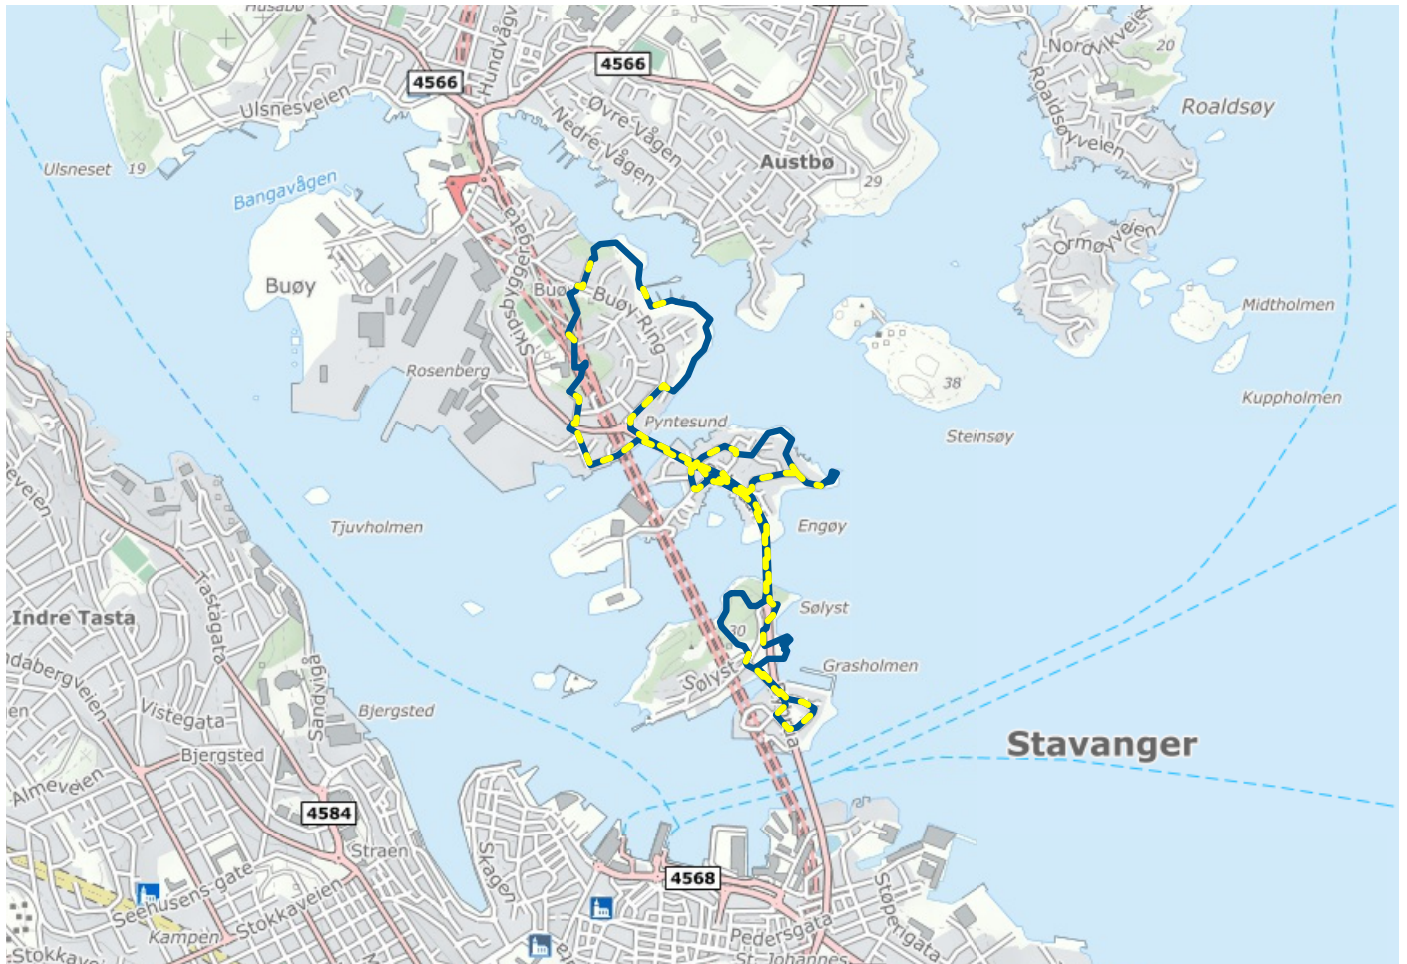 Husabø
Hundvågv
4566
4566
Ulsnesveien
Nordvikveien
20
Roaldsøyveien
Roaldsøy
Øvre Vågen
Nedre Vågen
Austbø
29
Ulsneset 19
Bangavågen
Skipsbyggergata
Ormøyveien
Buøy
Buøy
Buøy Ring
Midtholmen
Rosenberg
38
Kuppholmen
Pyntesund
Steinsøy
Tjuvholmen
Engøy
Tastagata
Indre Tasta
Sølyst
30
Grasholmen
Sølyst
Sandvigå
Vistegata
Bjergsted
Bjergsted
Stavanger
Almeveien
4584
Straen
Skagen
4568
Seehusens gate
Stokkaveien
Kampen
Støperigata
Pedersgata
St. Johannes